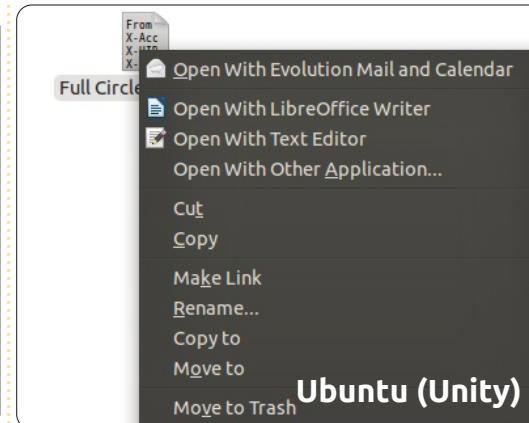 From
X-Acc
X-UID
X-
Full Circle
Open With Evolution Mail and Calendar
Open With LibreOffice Writer
Open With Text Editor
Open With Other Application...
Cut
Copy
Make Link
Rename...
Copy to
Move to
Move to Trash
Ubuntu (Unity)